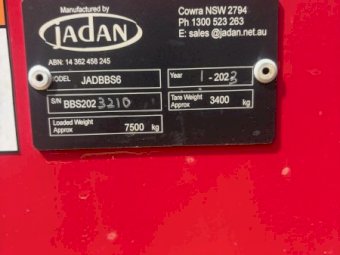 Manufactured by
JADAN
ABN: 14 362 458 245
Cowra NSW 2794
Ph 1300 523 263
E: sales @jadan.net.au
MODEL JADBBS6
Year 1-2023
S/N BBS2023210
Tare Weight Approx 3400 kg
Loaded Weight Approx 7500 kg